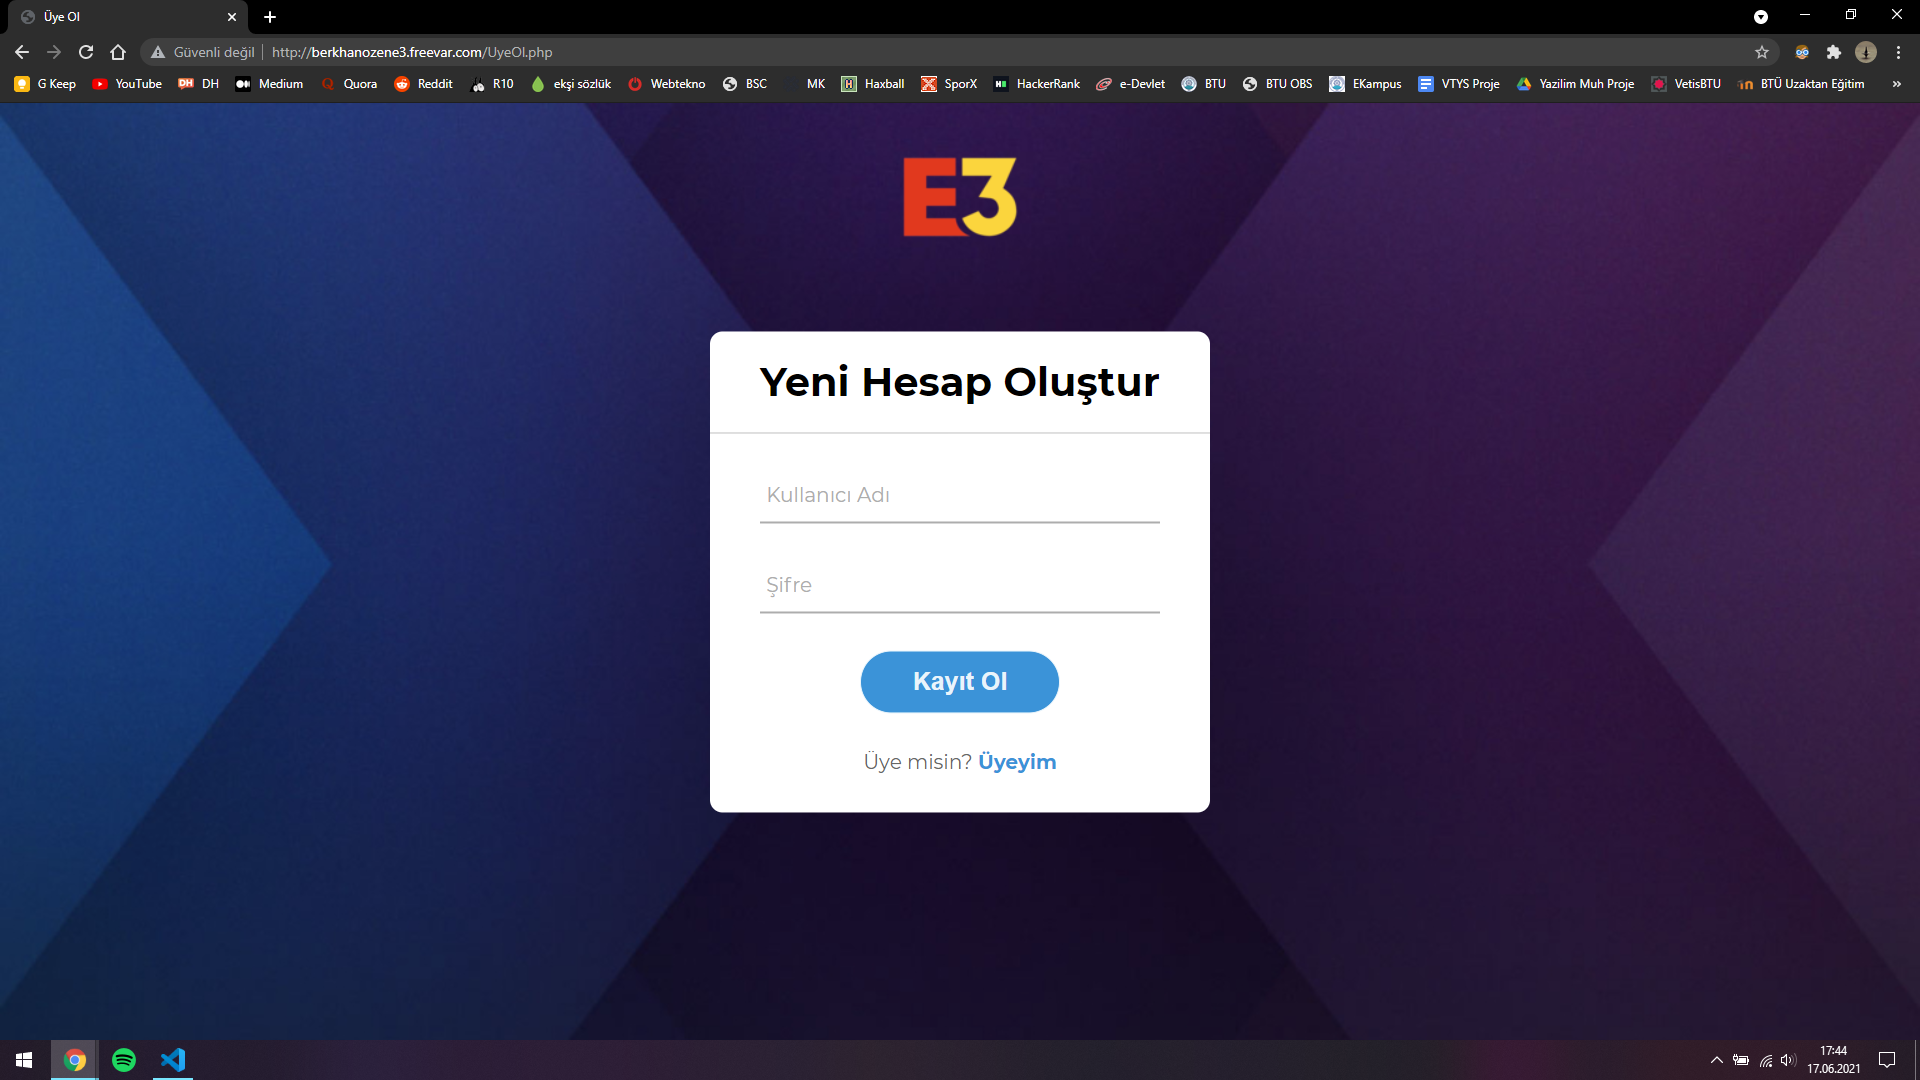 Üye Ol
Güvenli değil http://berkhanozene3.freevar.com/UyeOl.php
G Keep YouTube DH DH Medium Quora Reddit R10 ekşi sözlük Webtekno BSC MK H Haxball SporX HackerRank e-Devlet BTU BTU OBS EKampus VTYS Proje Yazilim Muh Proje VetisBTU BTÜ Uzaktan Eğitim »
E3
Yeni Hesap Oluştur
Kullanıcı Adı
Şifre
Kayıt Ol
Üye misin? Üyeyim
17:44
17.06.2021